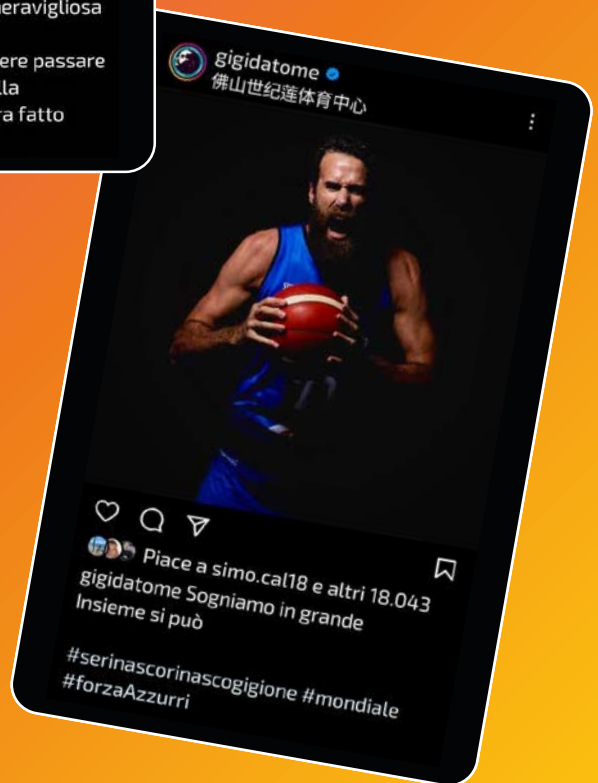 eravigliosa
ere passare
lla
ra fatto
gigidatome
佛山世纪莲体育中心
Piace a simo.cal18 e altri 18.043
gigidatome Sogniamo in grande
Insieme si può
#serinascorinascogigione #mondiale
#forzaAzzurri